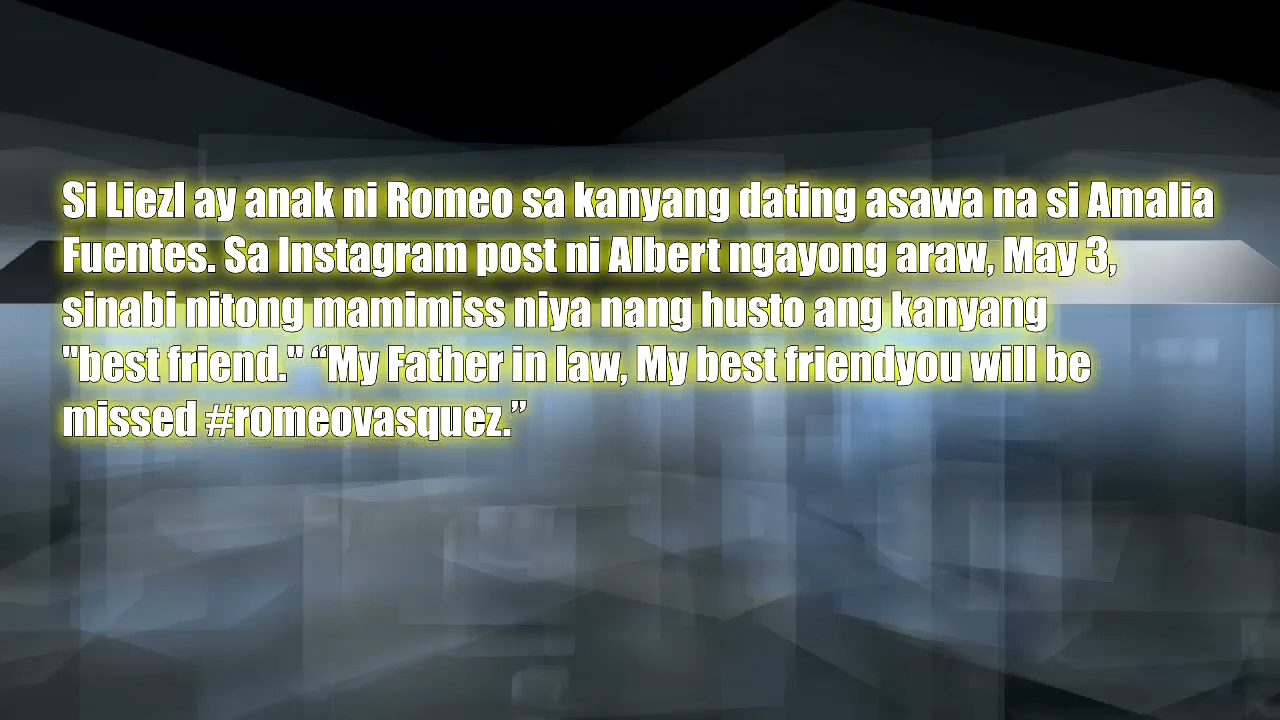 Si Liezl ay anak ni Romeo sa kanyang dating asawa na si Amalia
Fuentes. Sa Instagram post ni Albert ngayong araw, May 3,
sinabi nitong mamimiss niya nang husto ang kanyang
"best friend." “My Father in law, My best friendyou will be
missed #romeovasquez.”